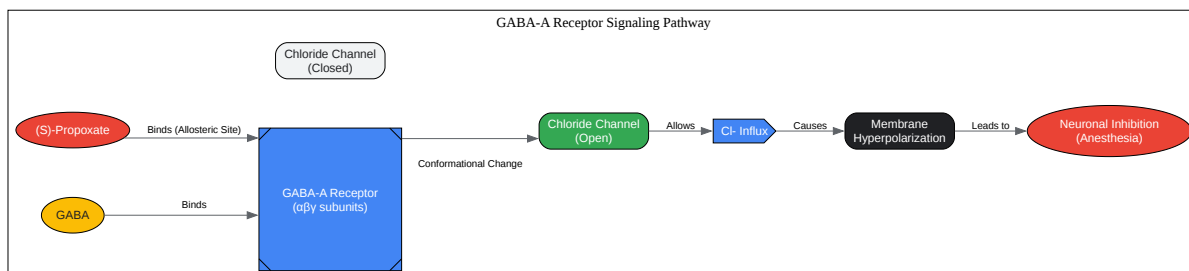 GABA-A Receptor Signaling Pathway
Chloride Channel
(Closed)
(S)-Propoxate
Binds (Allosteric Site)
GABA
Binds
GABA-A Receptor
(αβγ subunits)
Conformational Change
Chloride Channel
(Open)
Allows
Cl- Influx
Causes
Membrane
Hyperpolarization
Leads to
Neuronal Inhibition
(Anesthesia)